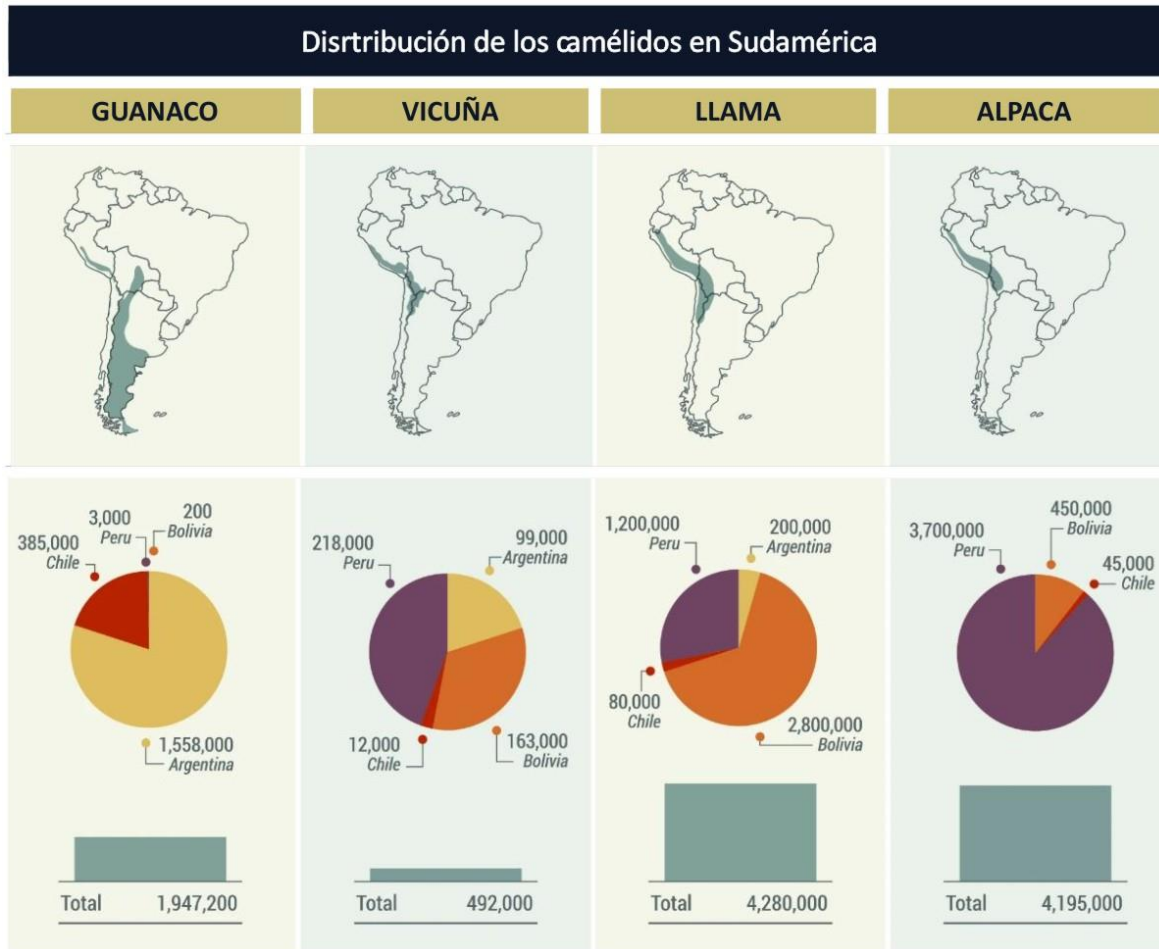 Disrtribución de los camélidos en Sudamérica
GUANACO
VICUÑA
LLAMA
ALPACA
200
Bolivia
3,000
Peru
385,000
Chile
1,558,000
Argentina
Total 1,947,200
218,000
Peru
99,000
Argentina
12,000
Chile
163,000
Bolivia
Total 492,000
1,200,000
Peru
200,000
Argentina
80,000
Chile
2,800,000
Bolivia
Total 4,280,000
3,700,000
Peru
450,000
Bolivia
45,000
Chile
Total 4,195,000